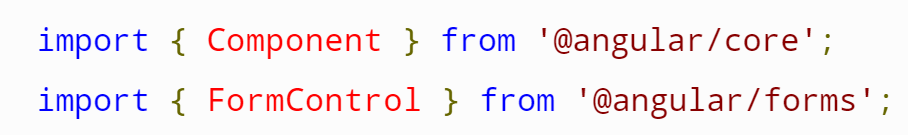 import { Component } from '@angular/core';
import { FormControl } from '@angular/forms';